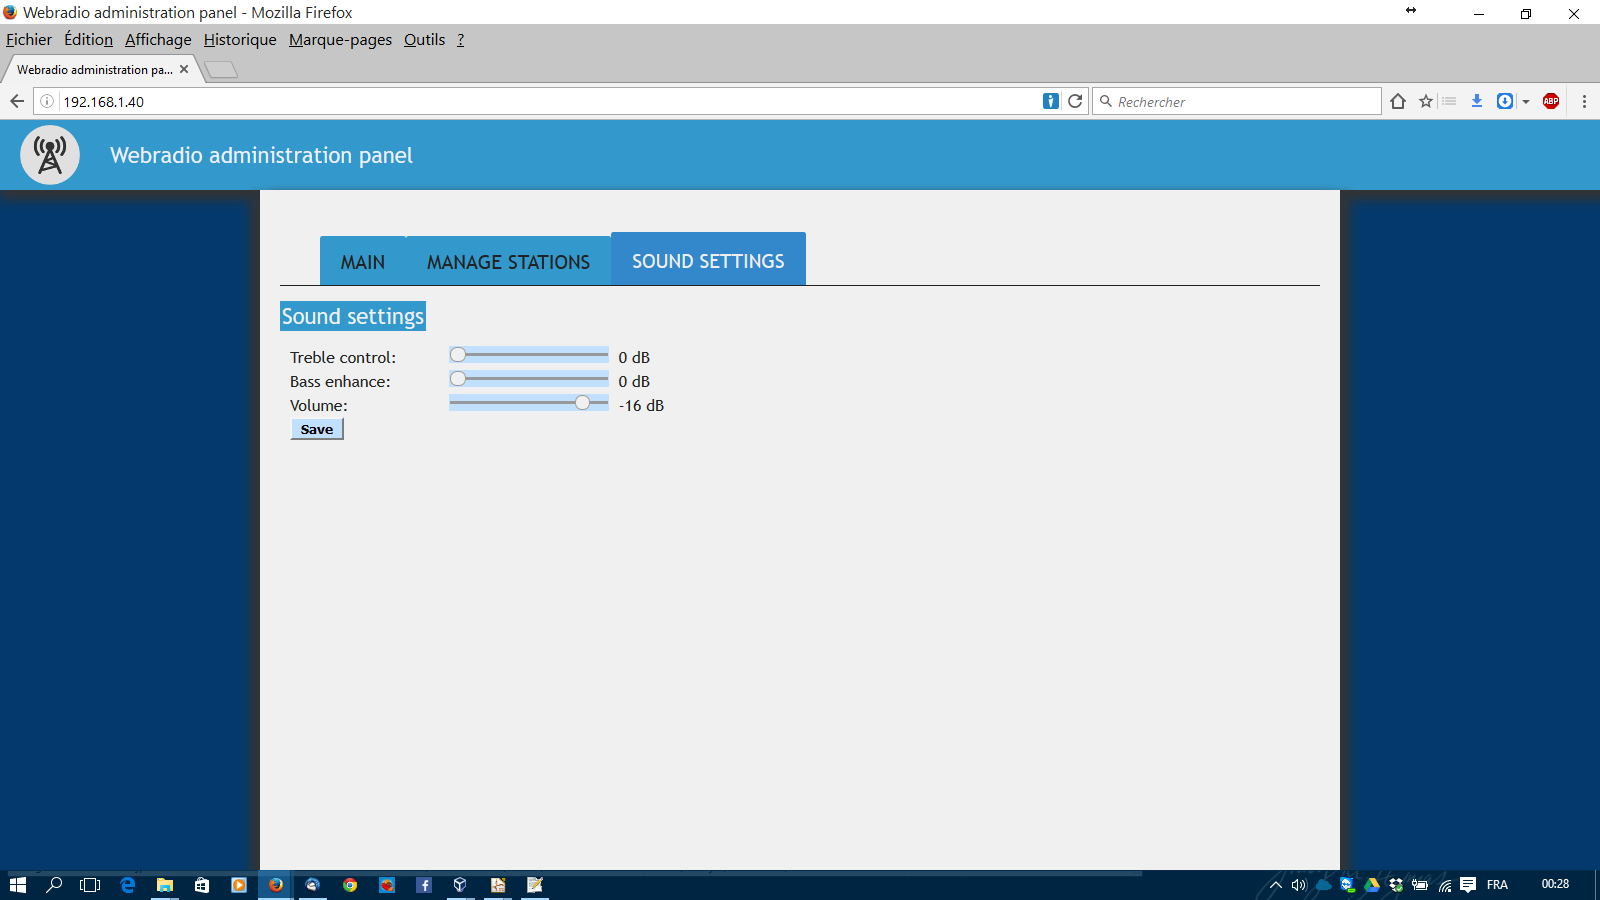 Webradio administration panel - Mozilla Firefox
Fichier Édition Affichage Historique Marque-pages Outils ?
Webradio administration pa...
192.168.1.40
Rechercher
ABP
Webradio administration panel
MAIN MANAGE STATIONS SOUND SETTINGS
Sound settings
Treble control: 0 dB
Bass enhance: 0 dB
Volume: -16 dB
Save
FRA 00:28